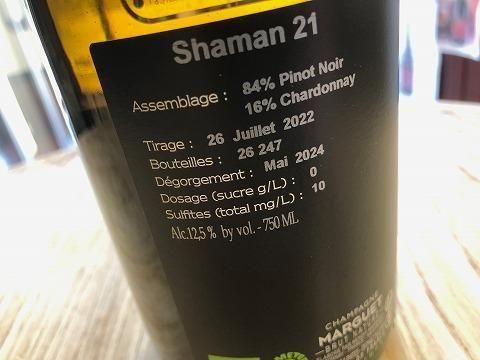 Shaman 21
Assemblage : 84% Pinot Noir
16% Chardonnay
Tirage : 26 Juillet 2022
Bouteilles : 26 247
Dégorgement : Mai 2024
Dosage (sucre g/L) : 0
Sulfites (total mg/L) : 10
Alc.12,5% by vol. - 750 ML
CHAMPAGNE
MARGUET
BRUT